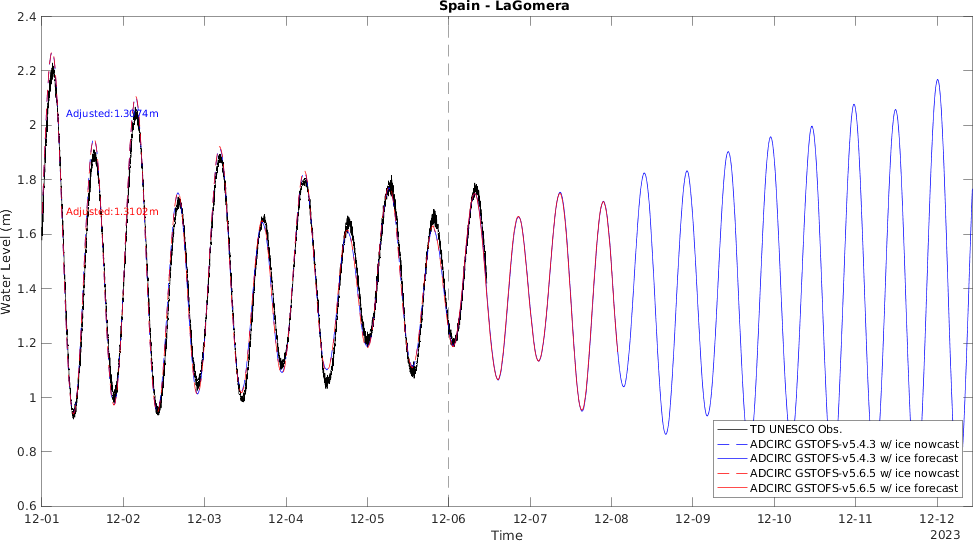 Spain - LaGomera
2.4
2.2
2
1.8
1.6
1.4
1.2
1
0.8
0.6
Water Level (m)
Adjusted:1.3074m
Adjusted:1.3102m
TD UNESCO Obs.
ADCIRC GSTOFS-v5.4.3 w/ ice nowcast
ADCIRC GSTOFS-v5.4.3 w/ ice forecast
ADCIRC GSTOFS-v5.6.5 w/ ice nowcast
ADCIRC GSTOFS-v5.6.5 w/ ice forecast
12-01 12-02 12-03 12-04 12-05 12-06 12-07 12-08 12-09 12-10 12-11 12-12
Time
2023